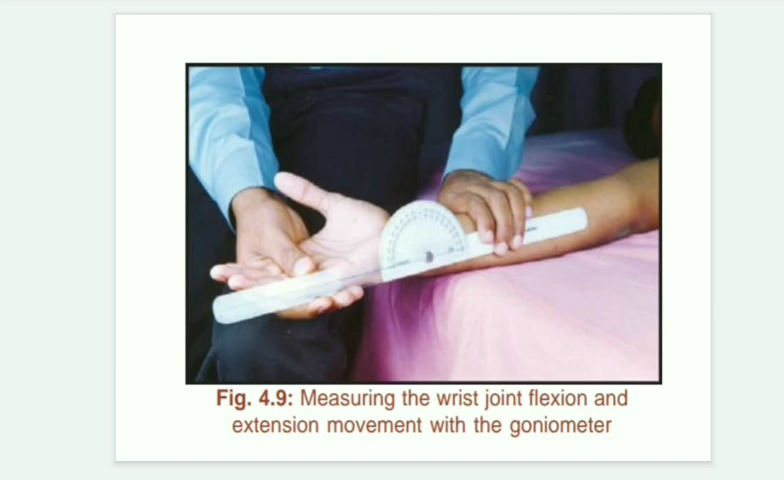 Fig. 4.9: Measuring the wrist joint flexion and
extension movement with the goniometer